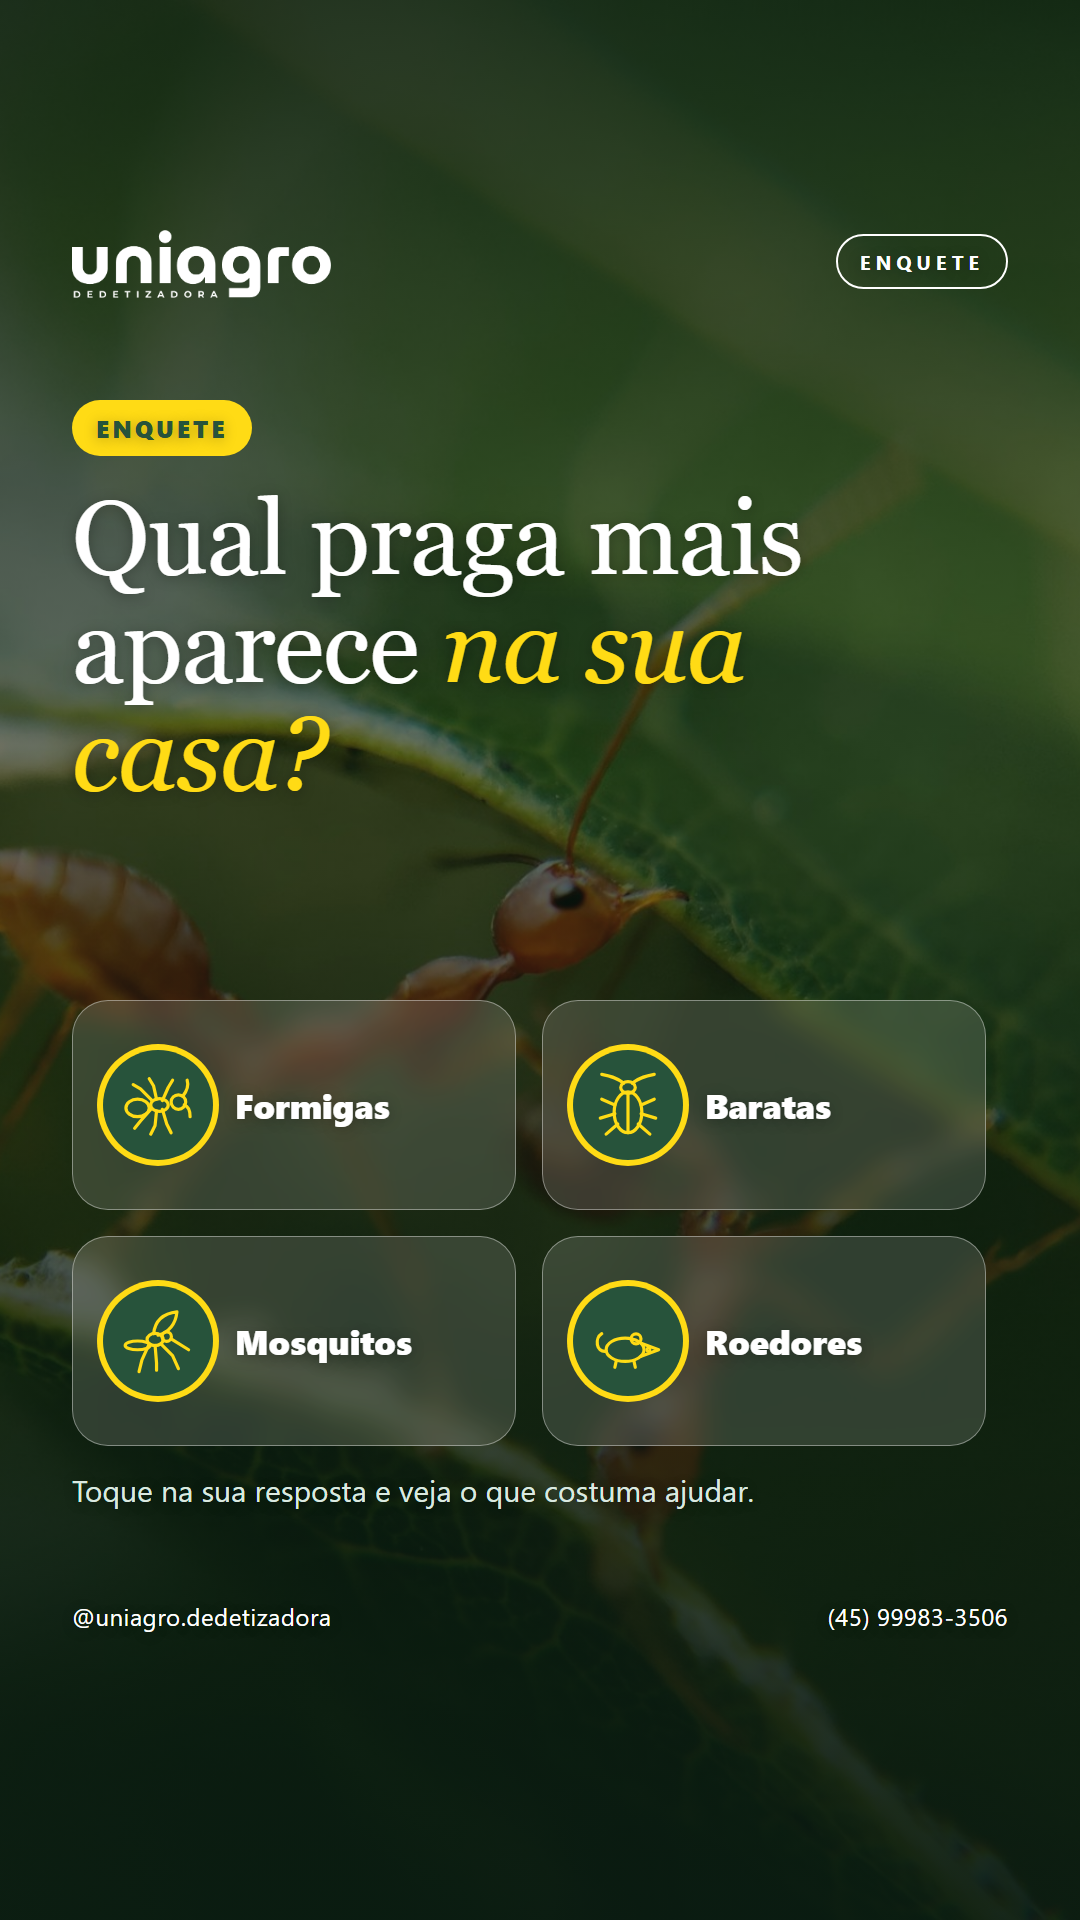 uniagro
DEDETIZADORA
ENQUETE
ENQUETE
Qual praga mais
aparece na sua
casa?
Formigas
Baratas
Mosquitos
Roedores
Toque na sua resposta e veja o que costuma ajudar.
@uniagro.dedetizadora
(45) 99983-3506